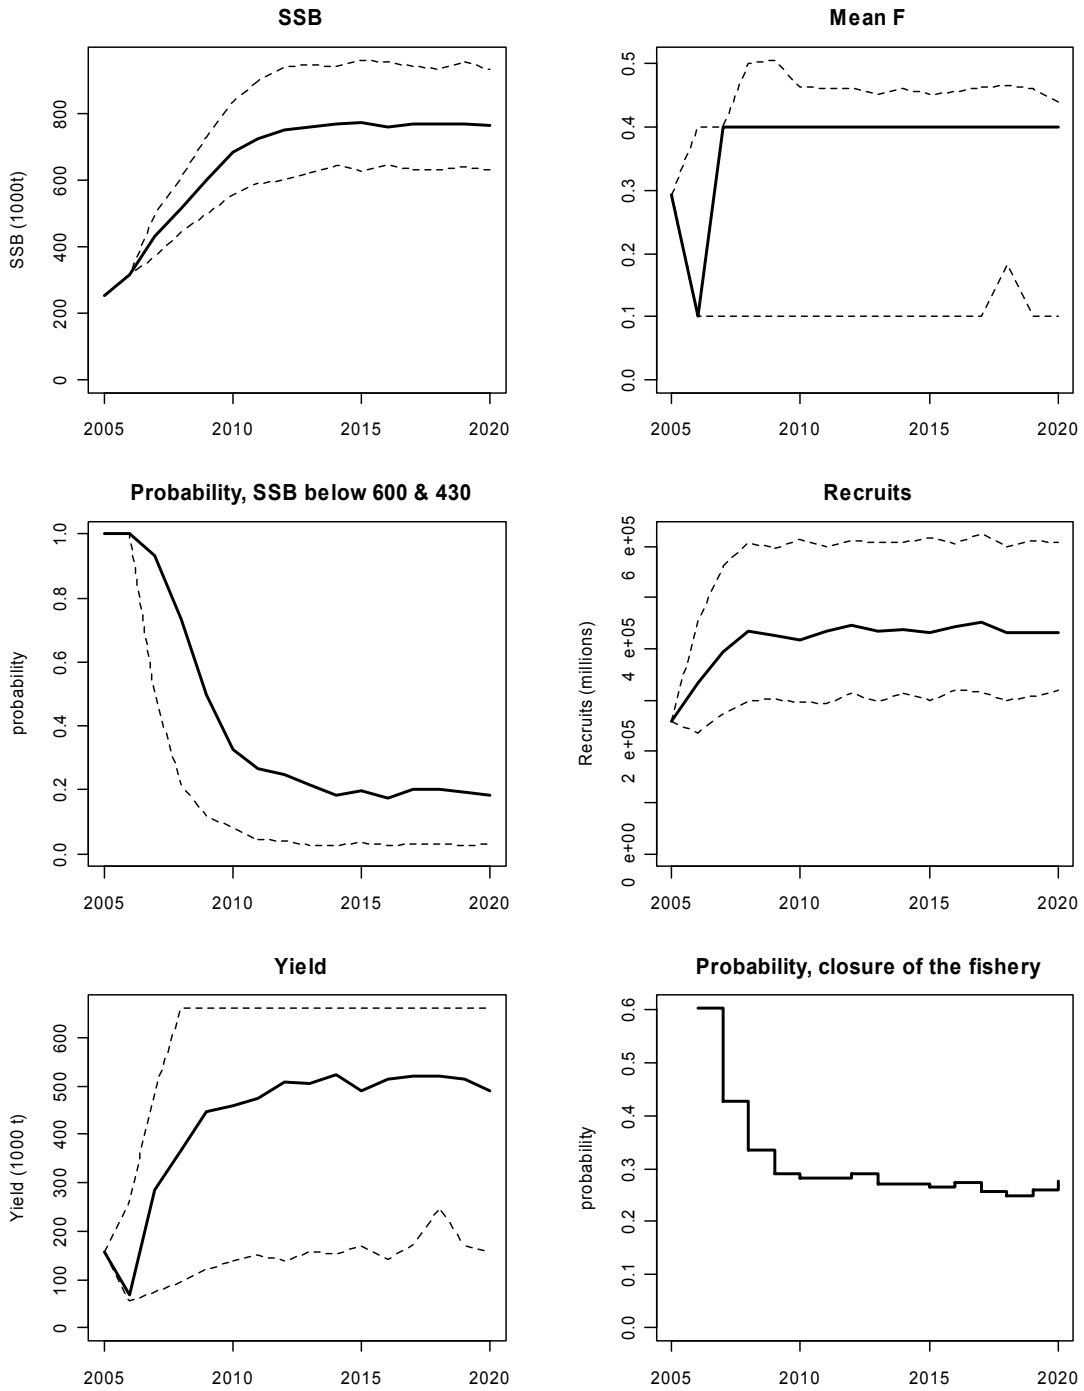 SSB
SSB (1000t)
0 200 400 600 800
2005 2010 2015 2020
Mean F
0.0 0.1 0.2 0.3 0.4 0.5
2005 2010 2015 2020
Probability, SSB below 600 & 430
probability
0.0 0.2 0.4 0.6 0.8 1.0
2005 2010 2015 2020
Recruits
Recruits (millions)
0 e+00 2 e+05 4 e+05 6 e+05
2005 2010 2015 2020
Yield
Yield (1000 t)
0 100 200 300 400 500 600
2005 2010 2015 2020
Probability, closure of the fishery
probability
0.0 0.1 0.2 0.3 0.4 0.5 0.6
2005 2010 2015 2020